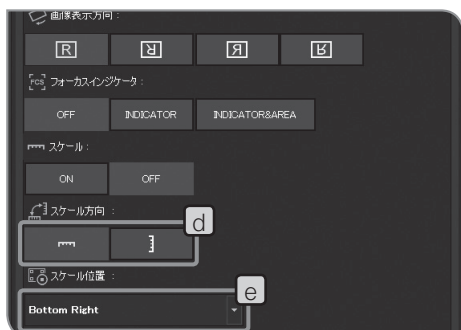 画像表示方向 :
R R R R
FCS フォーカスインジケータ :
OFF INDICATOR INDICATOR&AREA
スケール :
ON OFF
スケール方向 :
d
スケール位置 :
e
Bottom Right